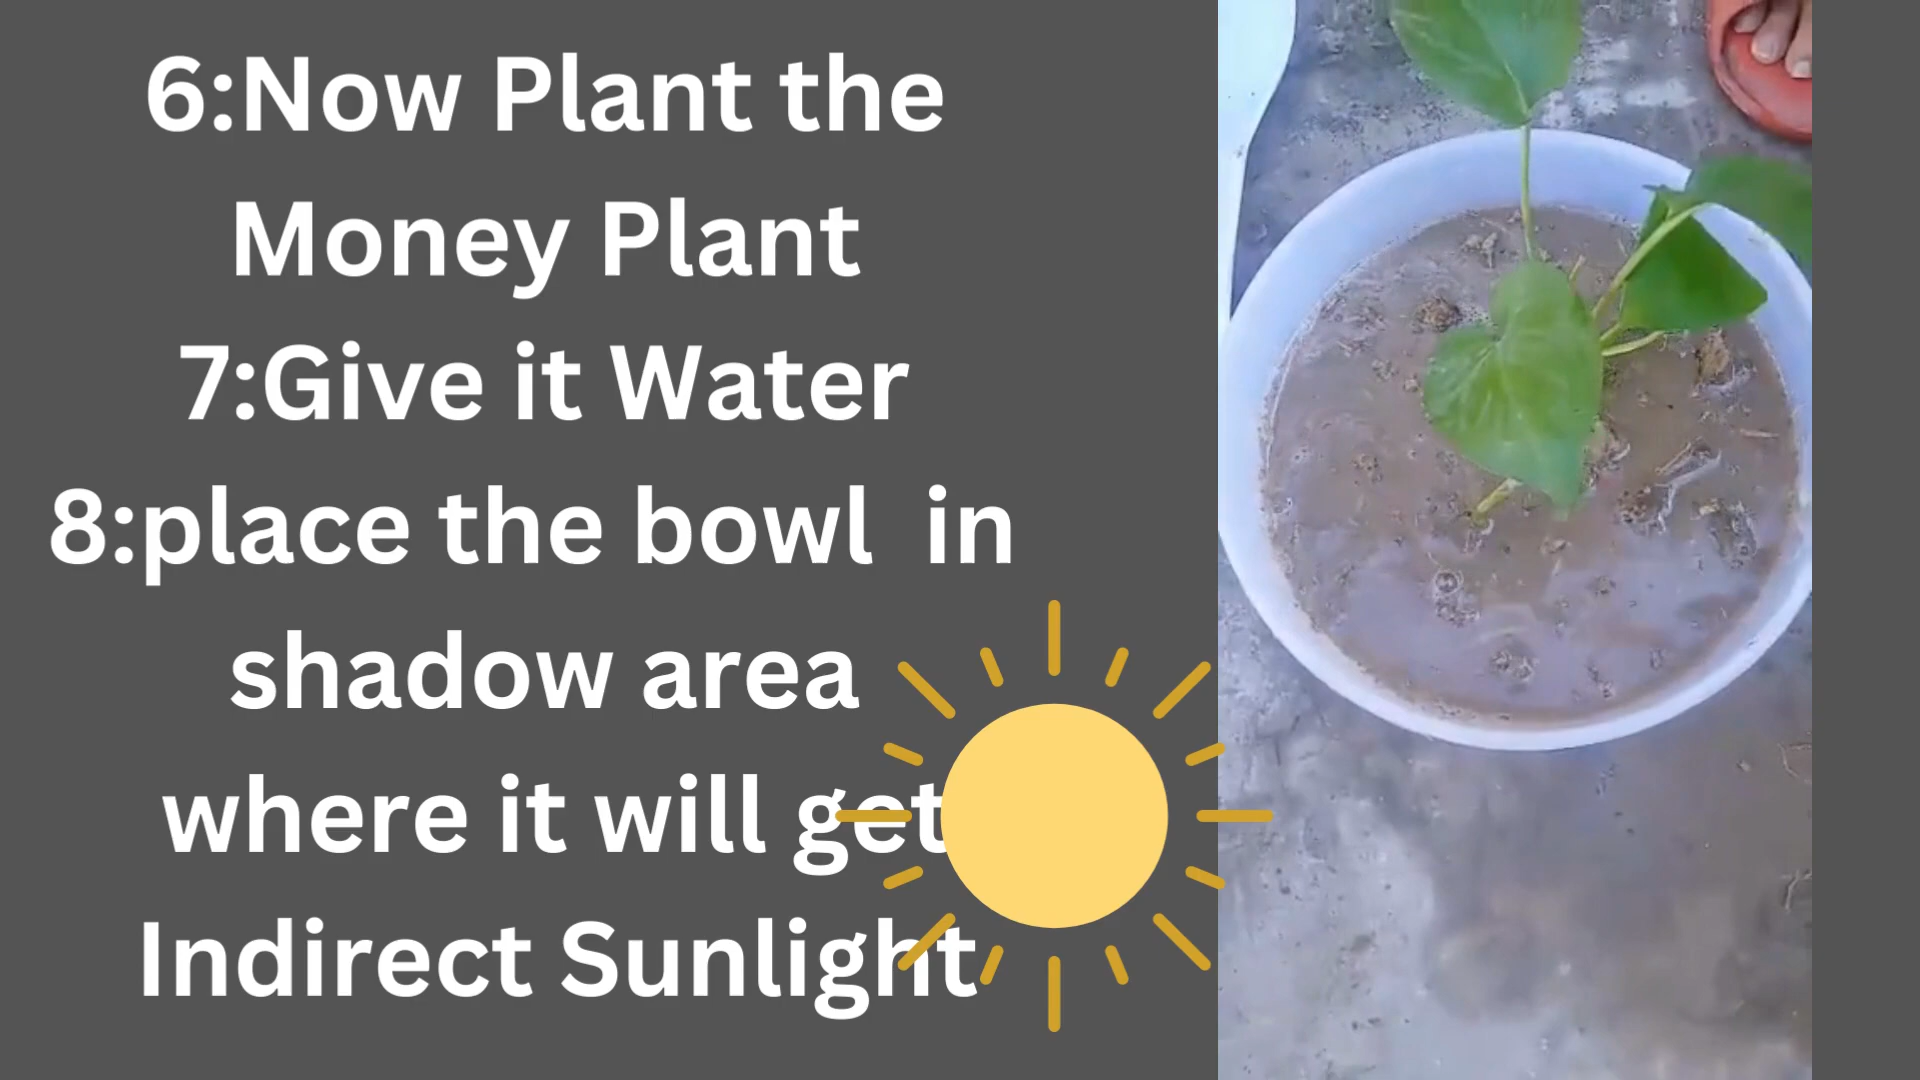 6:Now Plant the
Money Plant
7:Give it Water
8:place the bowl  in
shadow area
where it will get
Indirect Sunlight